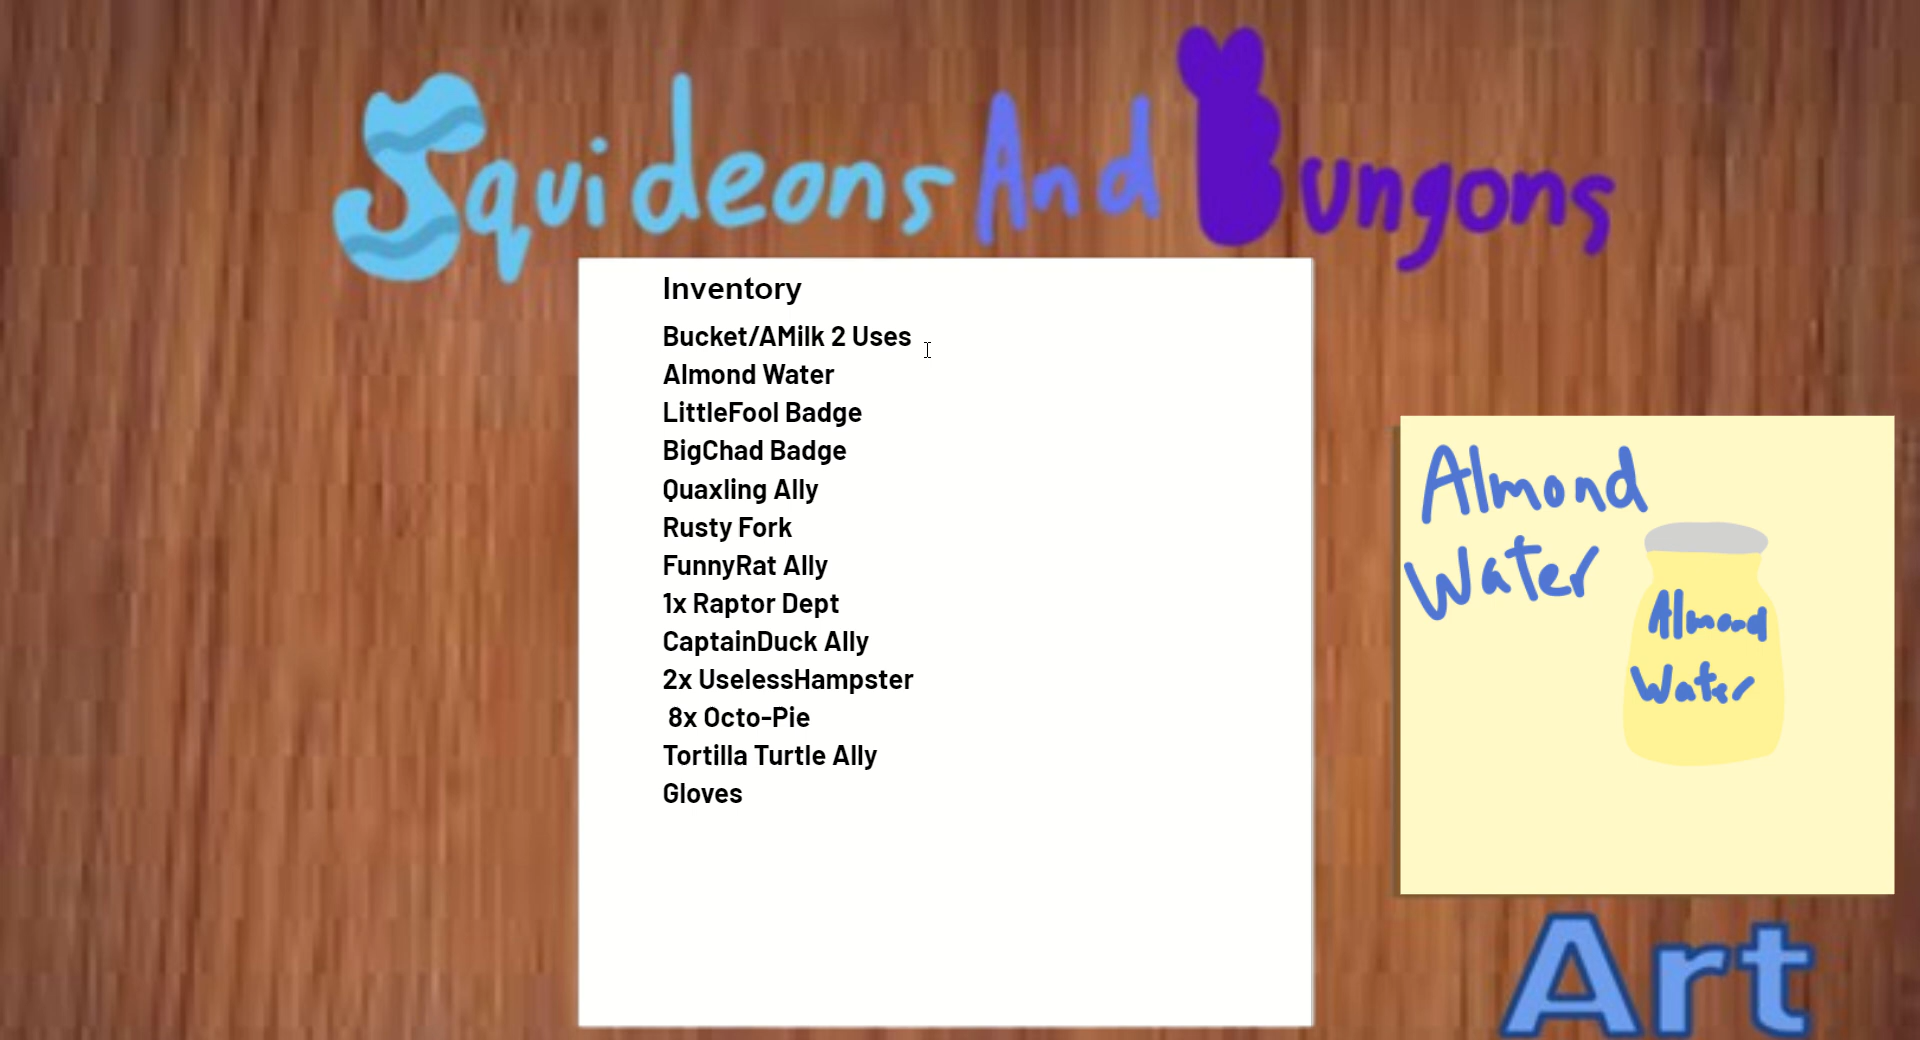 Squideons And Bungons
Inventory
Bucket/AMilk 2 Uses
Almond Water
LittleFool Badge
BigChad Badge
Quaxling Ally
Rusty Fork
FunnyRat Ally
1x Raptor Dept
CaptainDuck Ally
2x UselessHampster
8x Octo-Pie
Tortilla Turtle Ally
Gloves
Almond
Water
Almond
Water
Art